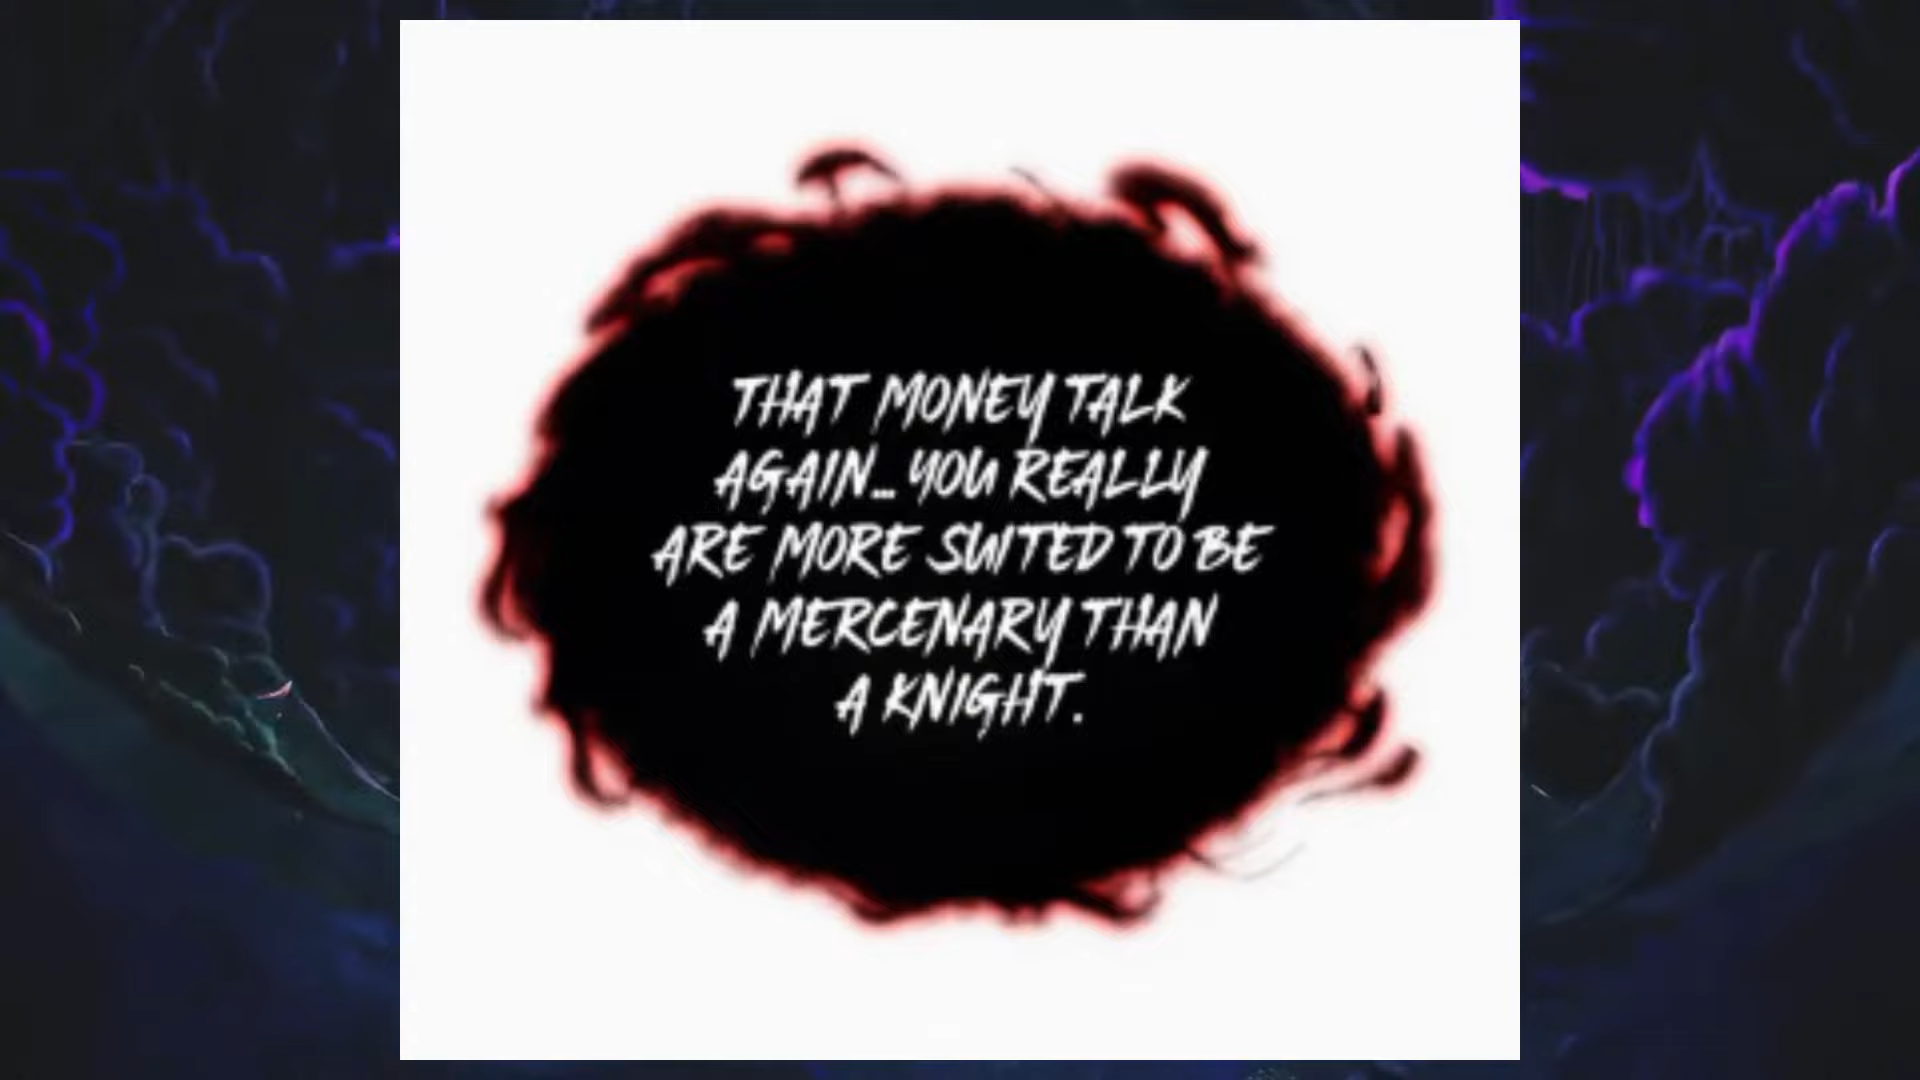 THAT MONEY TALK
AGAIN... YOU REALLY
ARE MORE SUITED TO BE
A MERCENARY THAN
A KNIGHT.